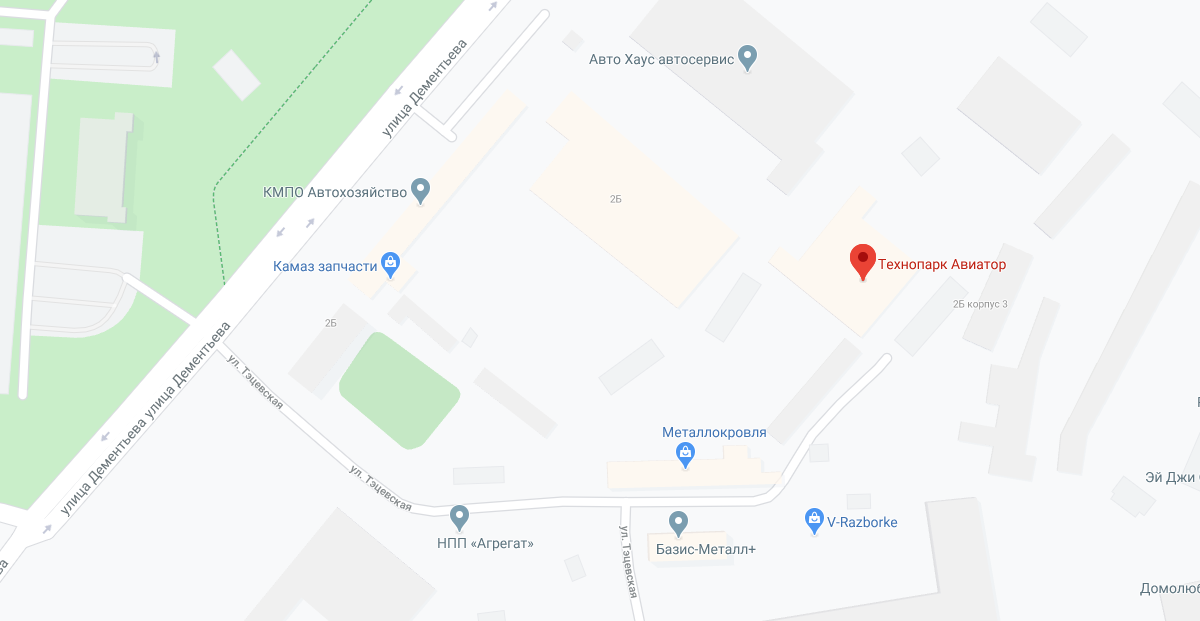 улица Дементьева
Авто Хаус автосервис
КМПО Автохозяйство
2Б
Камаз запчасти
Технопарк Авиатор
2Б корпус 3
2Б
улица Дементьева
ул. Тэцевская
улица Дементьева
Металлокровля
ул. Тэцевская
Эй Джи
V-Razborke
НПП «Агрегат»
Базис-Металл+
ул. Тэцевская
Домолюб